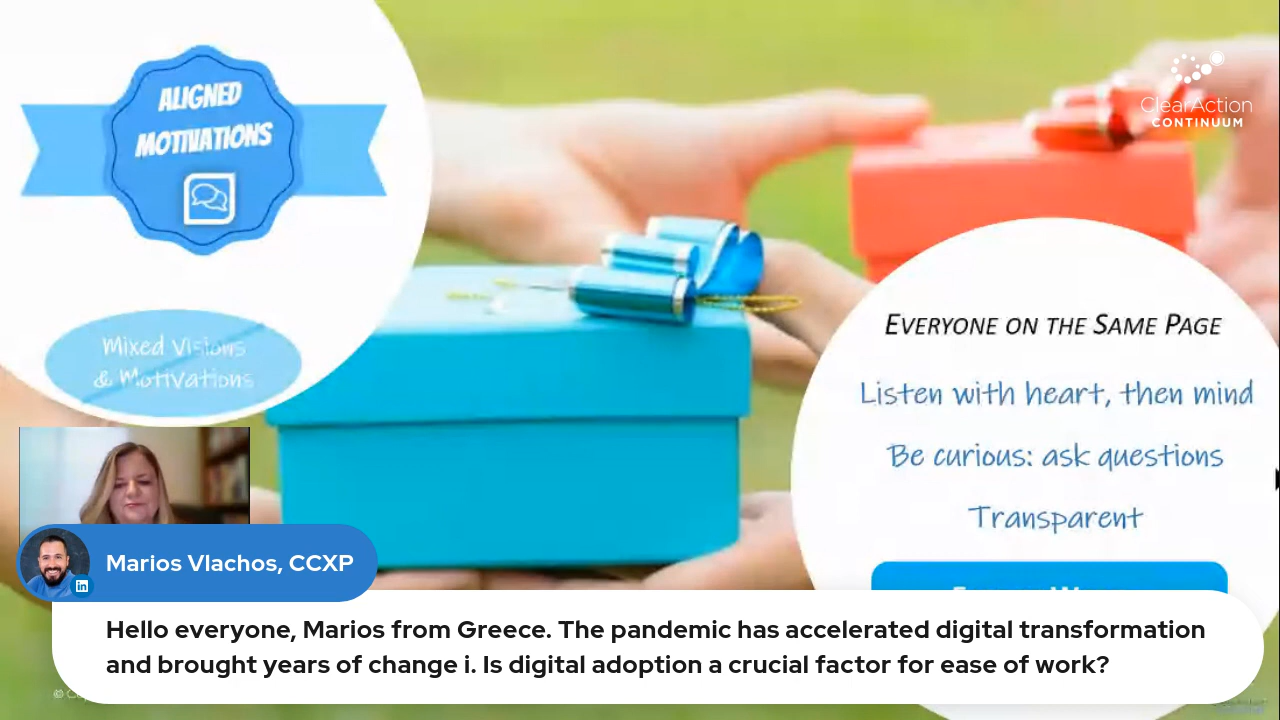 ALIGNED
MOTIVATIONS
Mixed Visions
& Motivations
ClearAction
CONTINUUM
EVERYONE ON THE SAME PAGE
Listen with heart, then mind
Be curious: ask questions
Transparent
in
Marios Vlachos, CCXP
Hello everyone, Marios from Greece. The pandemic has accelerated digital transformation
and brought years of change i. Is digital adoption a crucial factor for ease of work?
©